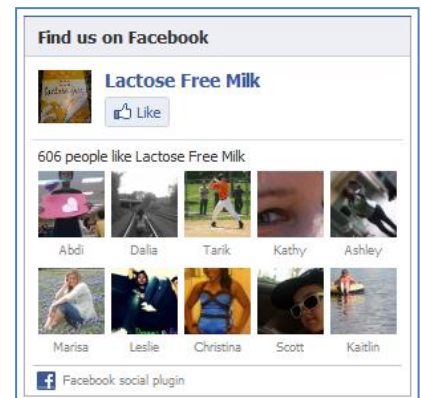 Find us on Facebook
Lactose Free Milk
Like
606 people like Lactose Free Milk
Abdi Dalia Tarik Kathy Ashley
Marisa Leslie Christina Scott Kaitlin
Facebook social plugin